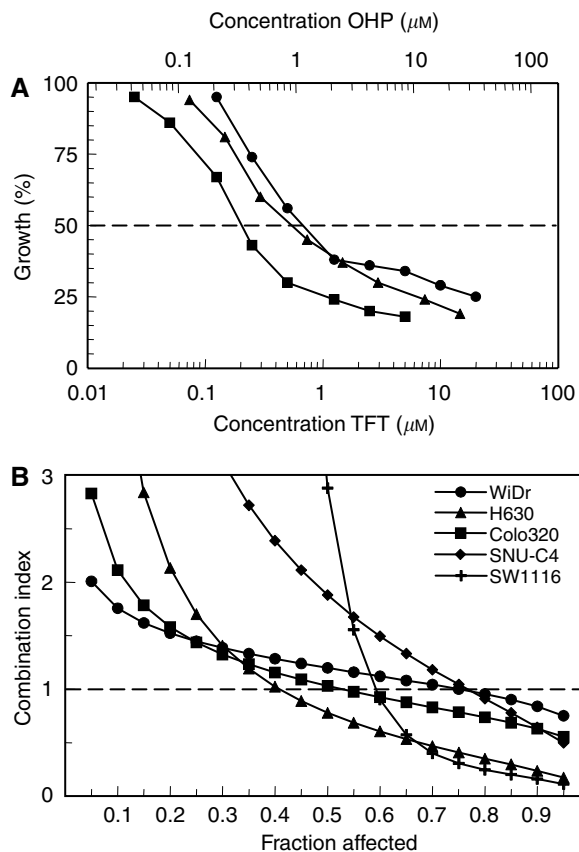 Concentration OHP (μM)
0.1 1 10 100
A
100
75
50
25
0
Growth (%)
0.01 0.1 1 10 100
Concentration TFT (μM)
B
3
2
1
0
Combination index
WiDr
H630
Colo320
SNU-C4
SW1116
0.1 0.2 0.3 0.4 0.5 0.6 0.7 0.8 0.9
Fraction affected